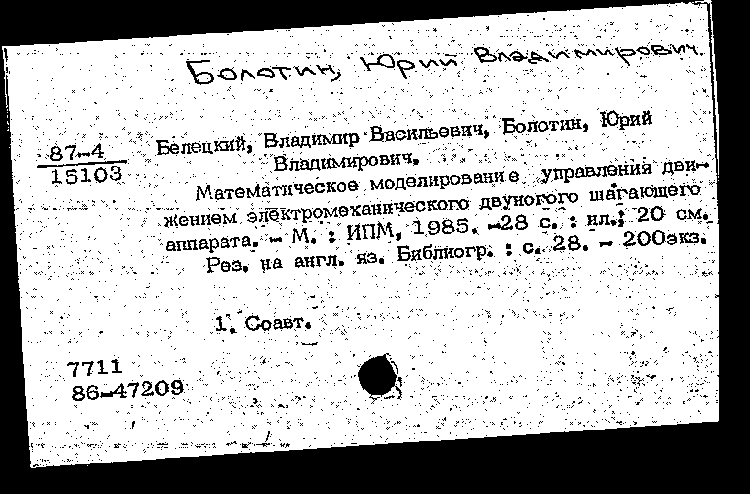 Болотин, Юрий Владимирович.
87-4
15103
Белецкий, Владимир Васильевич, Болотин, Юрий
Владимирович.
Математическое моделирование управления дви-
жением электромеханического двуногого шагающего
аппарата. - М. : ИПМ, 1985. -28 с. : ил.; 20 см.
Рез. на англ. яз. Библиогр. : с. 28. - 200экз.
1. Соавт.
7711
86-47209